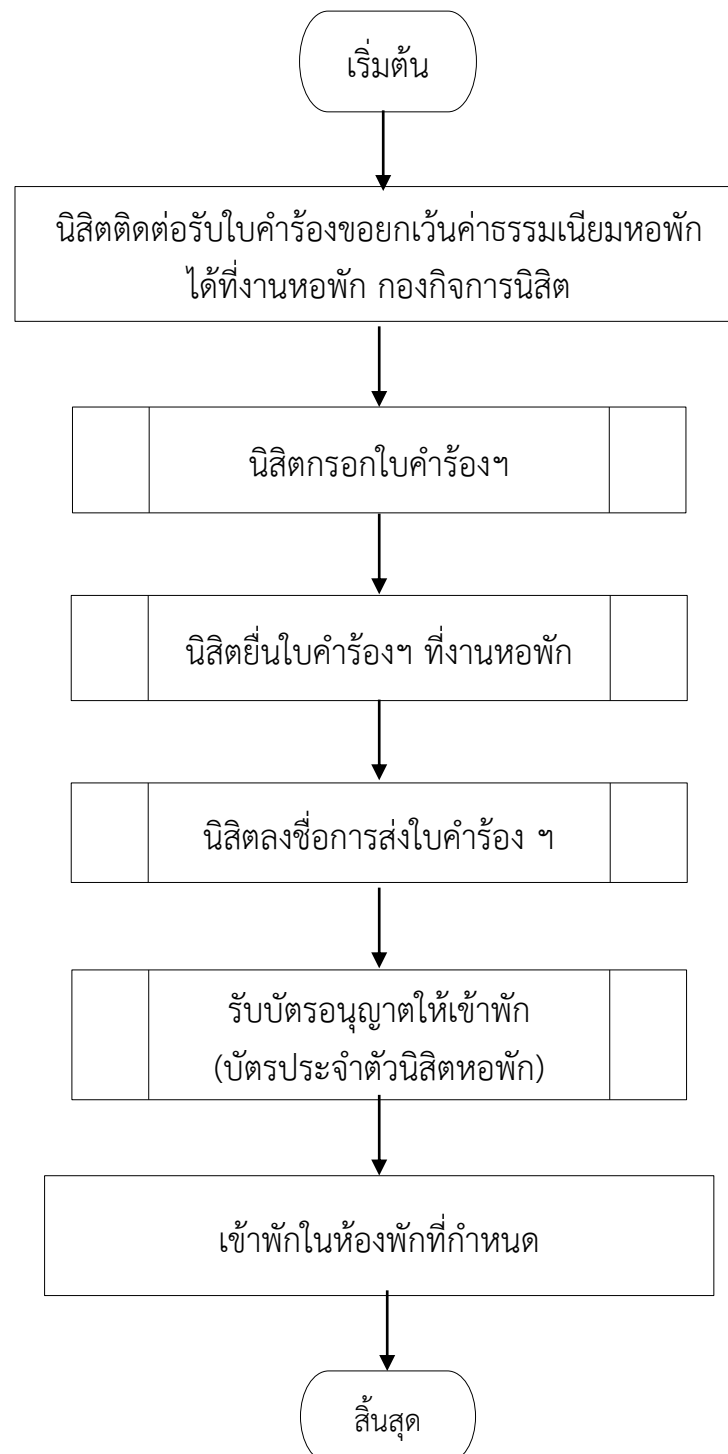 เริ่มต้น
นิสิตติดต่อรับใบคำร้องขอยกเว้นค่าธรรมเนียมหอพัก
ได้ที่งานหอพัก กองกิจการนิสิต
นิสิตกรอกใบคำร้องฯ
นิสิตยื่นใบคำร้องฯ ที่งานหอพัก
นิสิตลงชื่อการส่งใบคำร้อง ฯ
รับบัตรอนุญาตให้เข้าพัก
(บัตรประจำตัวนิสิตหอพัก)
เข้าพักในห้องพักที่กำหนด
สิ้นสุด